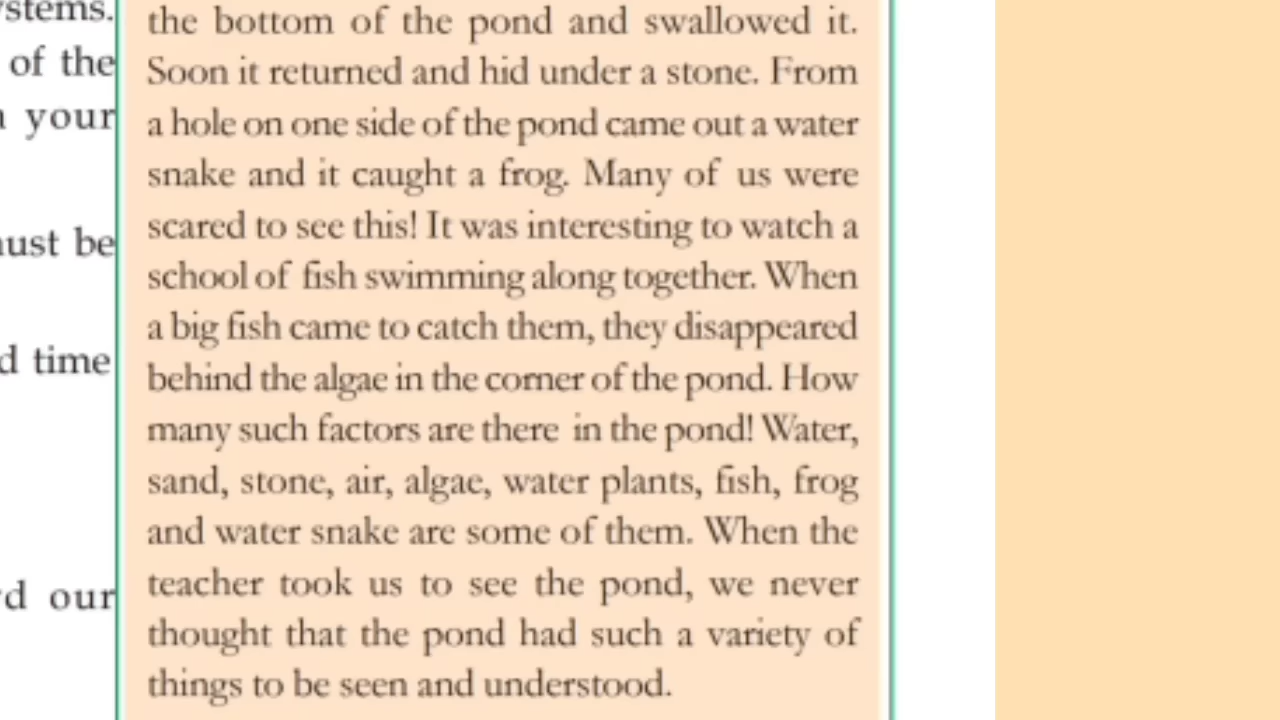 stems.
of the
your
must be
time
our
the bottom of the pond and swallowed it.
Soon it returned and hid under a stone. From
a hole on one side of the pond came out a water
snake and it caught a frog. Many of us were
scared to see this! It was interesting to watch a
school of fish swimming along together. When
a big fish came to catch them, they disappeared
behind the algae in the corner of the pond. How
many such factors are there in the pond! Water,
sand, stone, air, algae, water plants, fish, frog
and water snake are some of them. When the
teacher took us to see the pond, we never
thought that the pond had such a variety of
things to be seen and understood.